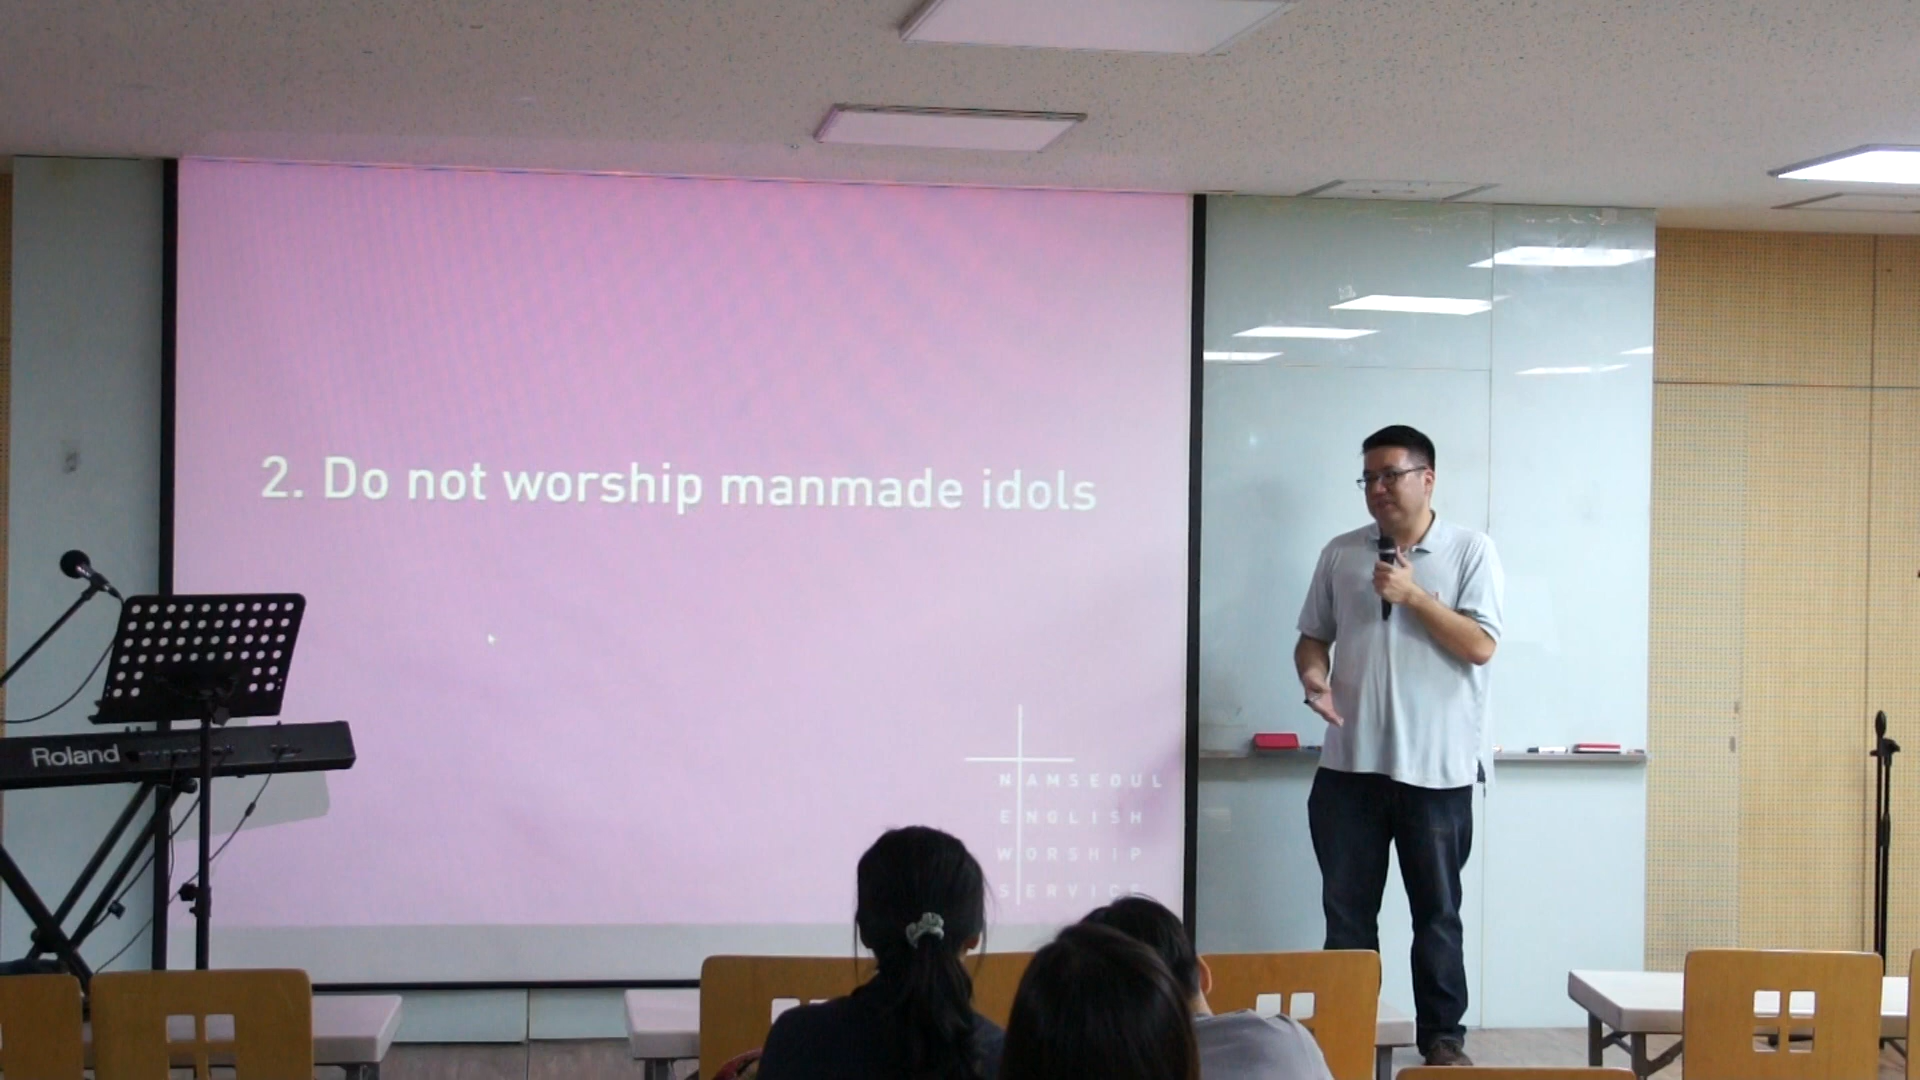 2. Do not worship manmade idols
NAMSEOUL
ENGLISH
WORSHIP
SERVICE
Roland